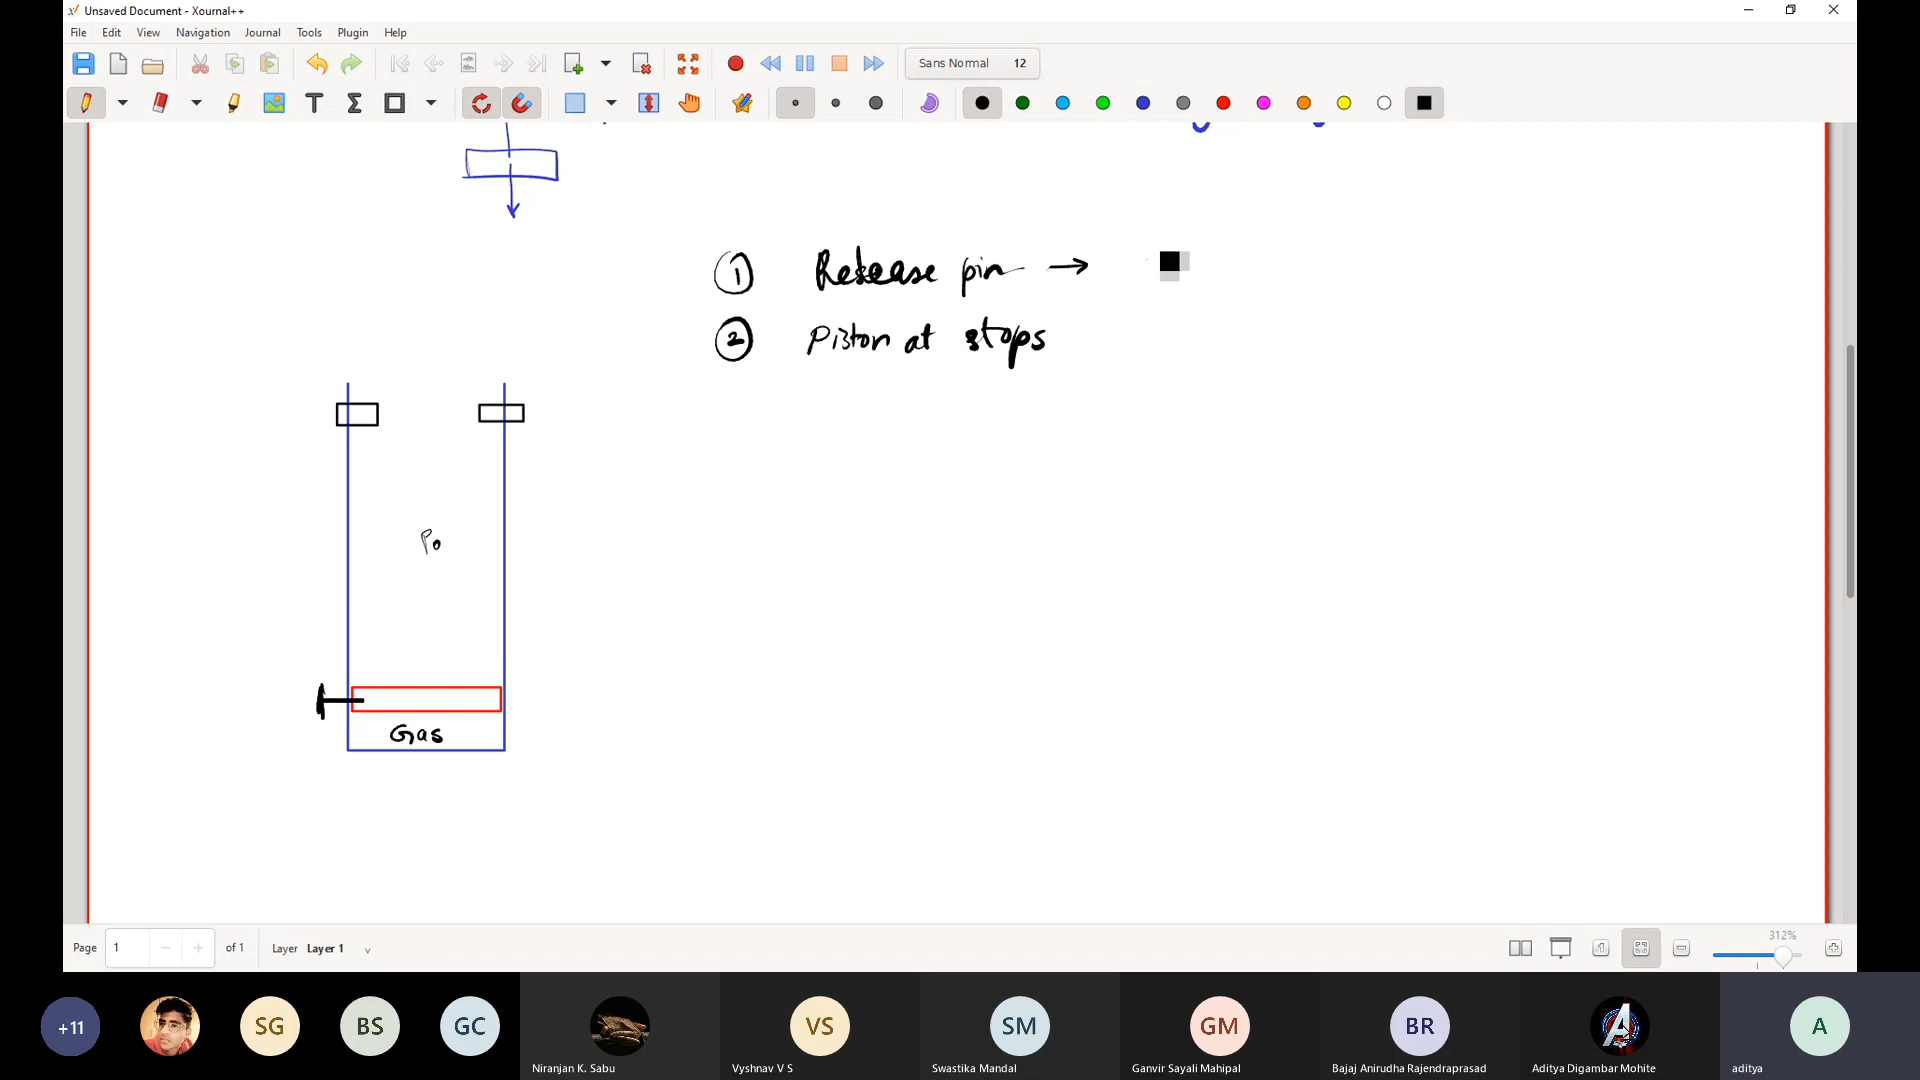 Unsaved Document - Xournal++
File Edit View Navigation Journal Tools Plugin Help
Sans Normal 12
① Release pin →
② Piston at stops
P₀
Gas
Page 1 of 1 Layer Layer 1
312%
+11 SG BS GC VS SM GM BR A
Niranjan K. Sabu Vyshnav V S Swastika Mandal Ganvir Sayali Mahipal Bajaj Anirudha Rajendraprasad Aditya Digambar Mohite aditya